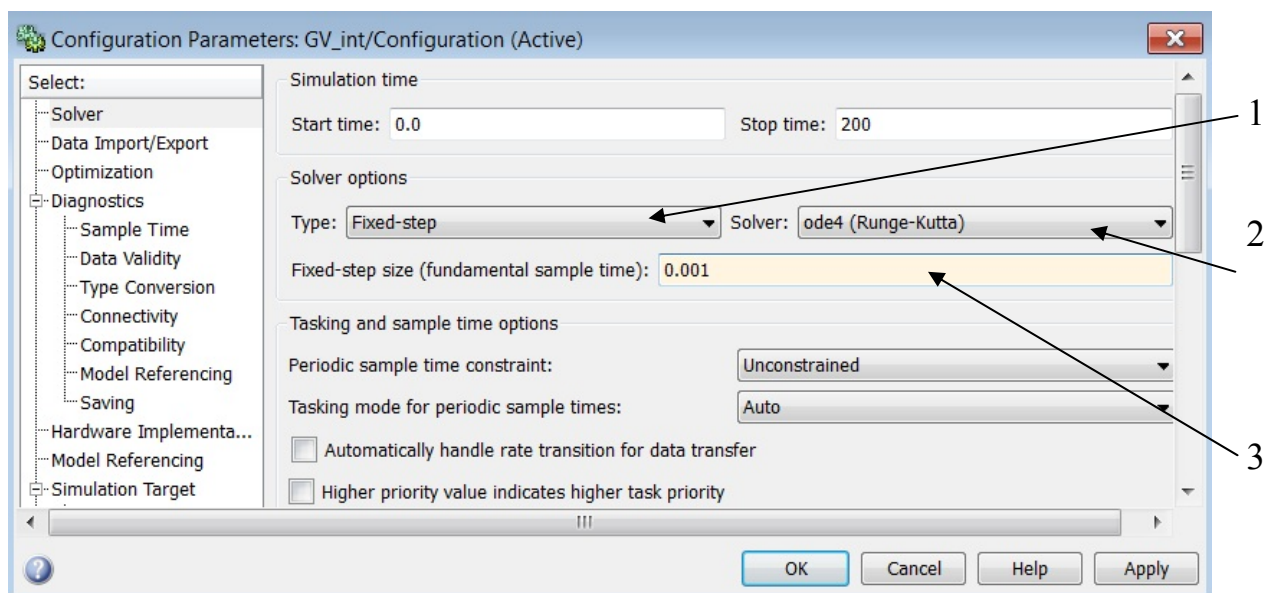 Configuration Parameters: GV_int/Configuration (Active)
Select:
Solver
Data Import/Export
Optimization
Diagnostics
Sample Time
Data Validity
Type Conversion
Connectivity
Compatibility
Model Referencing
Saving
Hardware Implementa...
Model Referencing
Simulation Target
Simulation time
Start time: 0.0 Stop time: 200
Solver options
Type: Fixed-step Solver: ode4 (Runge-Kutta)
Fixed-step size (fundamental sample time): 0.001
Tasking and sample time options
Periodic sample time constraint: Unconstrained
Tasking mode for periodic sample times: Auto
Automatically handle rate transition for data transfer
Higher priority value indicates higher task priority
1
2
3
OK Cancel Help Apply